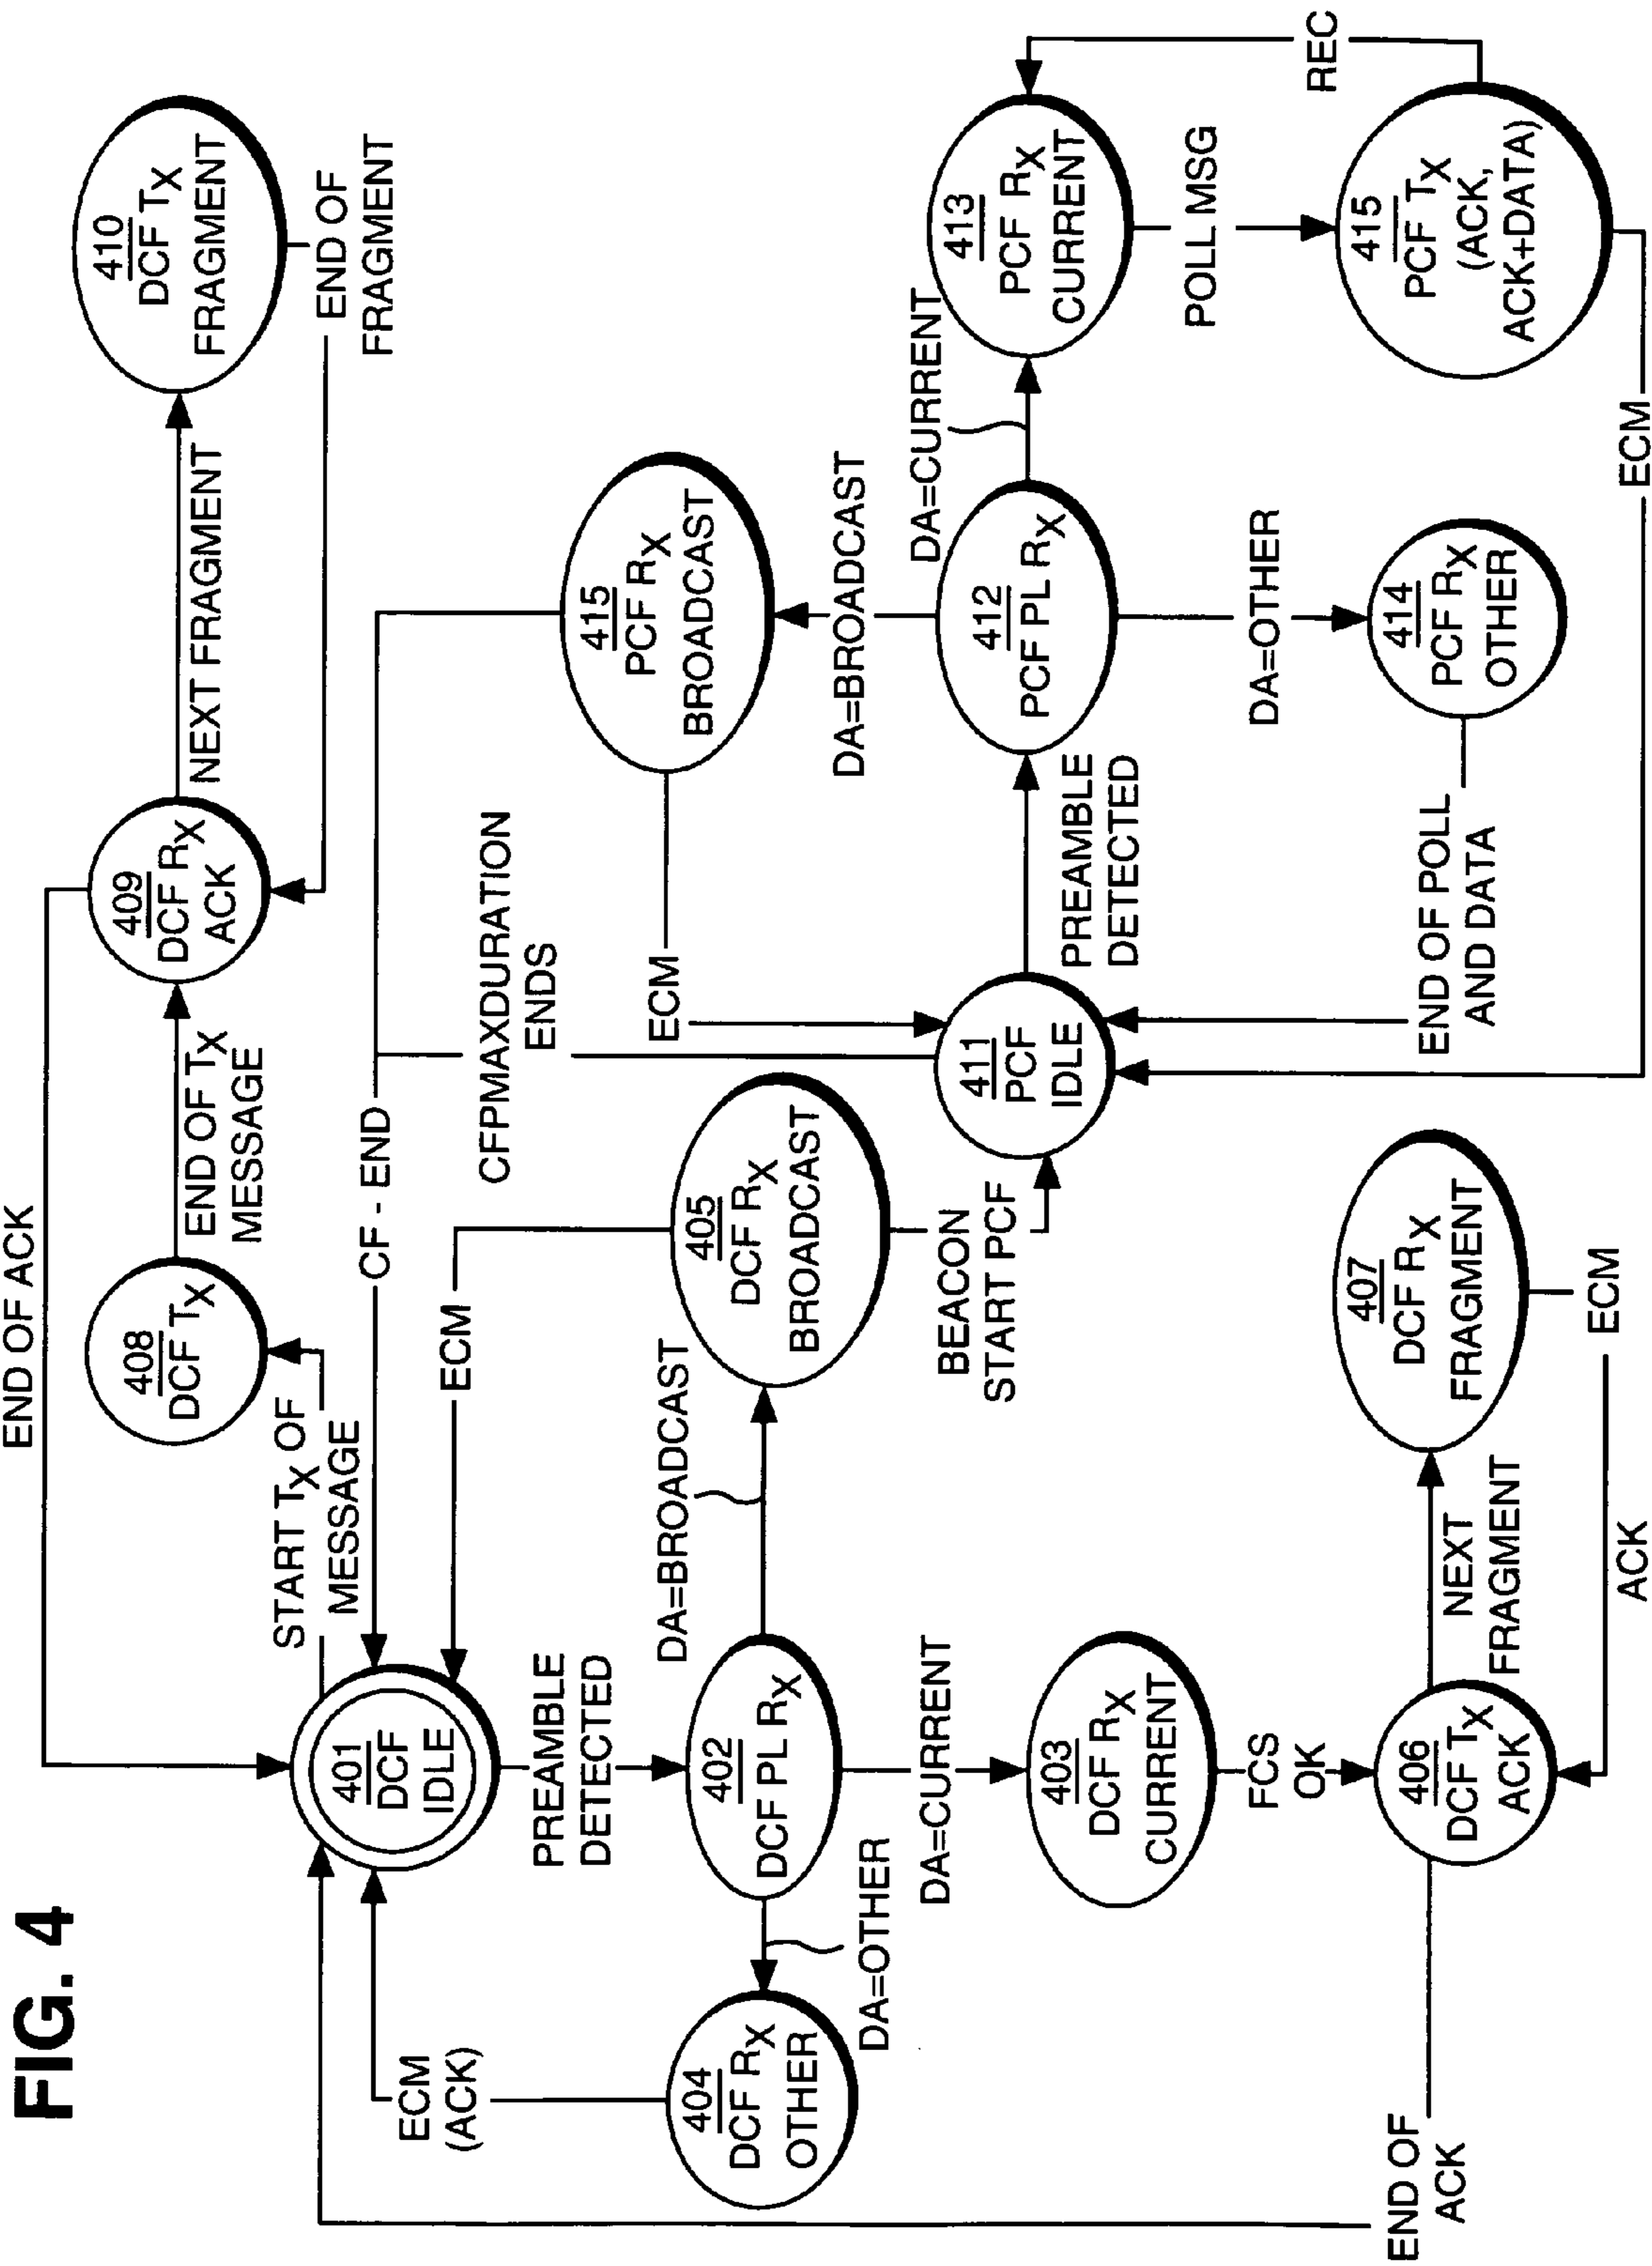 FIG. 4
END OF ACK
401
DCF
IDLE
START Tx OF
MESSAGE
408
DCF Tx
END OF Tx
MESSAGE
409
DCF Rx
ACK
NEXT FRAGMENT
410
DCF Tx
FRAGMENT
END OF
FRAGMENT
CF - END
CFPMAXDURATION
ENDS
ECM
(ACK)
PREAMBLE
DETECTED
ECM
ECM
404
DCF Rx
OTHER
DA=OTHER
402
DCF PL Rx
DA=BROADCAST
405
DCF Rx
BROADCAST
BEACON
START PCF
415
PCF Rx
BROADCAST
DA=BROADCAST
DA=CURRENT
403
DCF Rx
CURRENT
FCS
OK
411
PCF
IDLE
PREAMBLE
DETECTED
412
PCF PL Rx
DA=CURRENT
413
PCF Rx
CURRENT
POLL MSG
REC
DA=OTHER
414
PCF Rx
OTHER
END OF POLL
AND DATA
415
PCF Tx
(ACK,
ACK+DATA)
ECM
END OF
ACK
406
DCF Tx
ACK
NEXT
FRAGMENT
407
DCF Rx
FRAGMENT
ECM
ACK